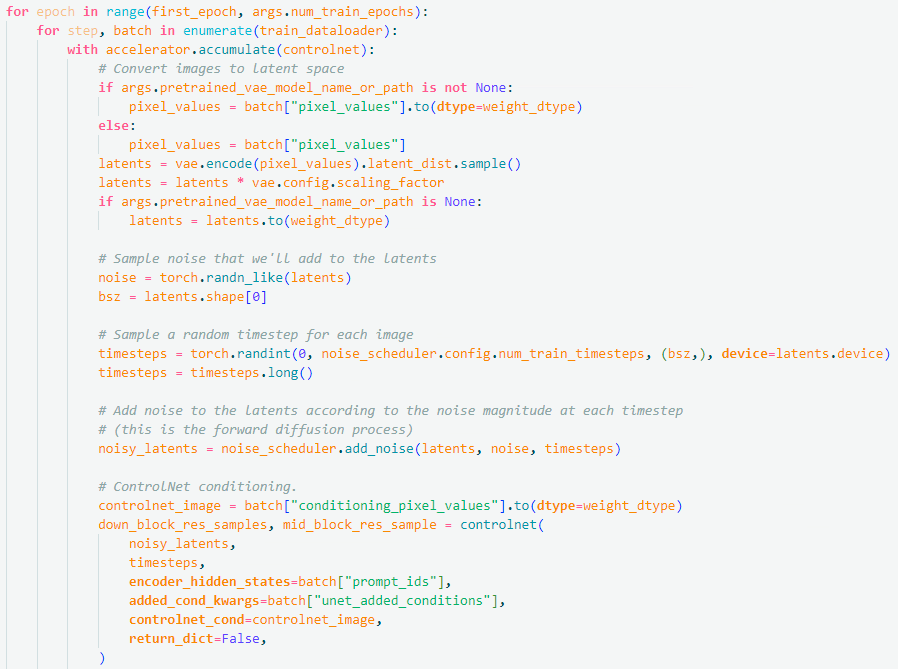 for epoch in range(first_epoch, args.num_train_epochs):
    for step, batch in enumerate(train_dataloader):
        with accelerator.accumulate(controlnet):
            # Convert images to latent space
            if args.pretrained_vae_model_name_or_path is not None:
                pixel_values = batch["pixel_values"].to(dtype=weight_dtype)
            else:
                pixel_values = batch["pixel_values"]
            latents = vae.encode(pixel_values).latent_dist.sample()
            latents = latents * vae.config.scaling_factor
            if args.pretrained_vae_model_name_or_path is None:
                latents = latents.to(weight_dtype)

            # Sample noise that we'll add to the latents
            noise = torch.randn_like(latents)
            bsz = latents.shape[0]

            # Sample a random timestep for each image
            timesteps = torch.randint(0, noise_scheduler.config.num_train_timesteps, (bsz,), device=latents.device)
            timesteps = timesteps.long()

            # Add noise to the latents according to the noise magnitude at each timestep
            # (this is the forward diffusion process)
            noisy_latents = noise_scheduler.add_noise(latents, noise, timesteps)

            # ControlNet conditioning.
            controlnet_image = batch["conditioning_pixel_values"].to(dtype=weight_dtype)
            down_block_res_samples, mid_block_res_sample = controlnet(
                noisy_latents,
                timesteps,
                encoder_hidden_states=batch["prompt_ids"],
                added_cond_kwargs=batch["unet_added_conditions"],
                controlnet_cond=controlnet_image,
                return_dict=False,
            )